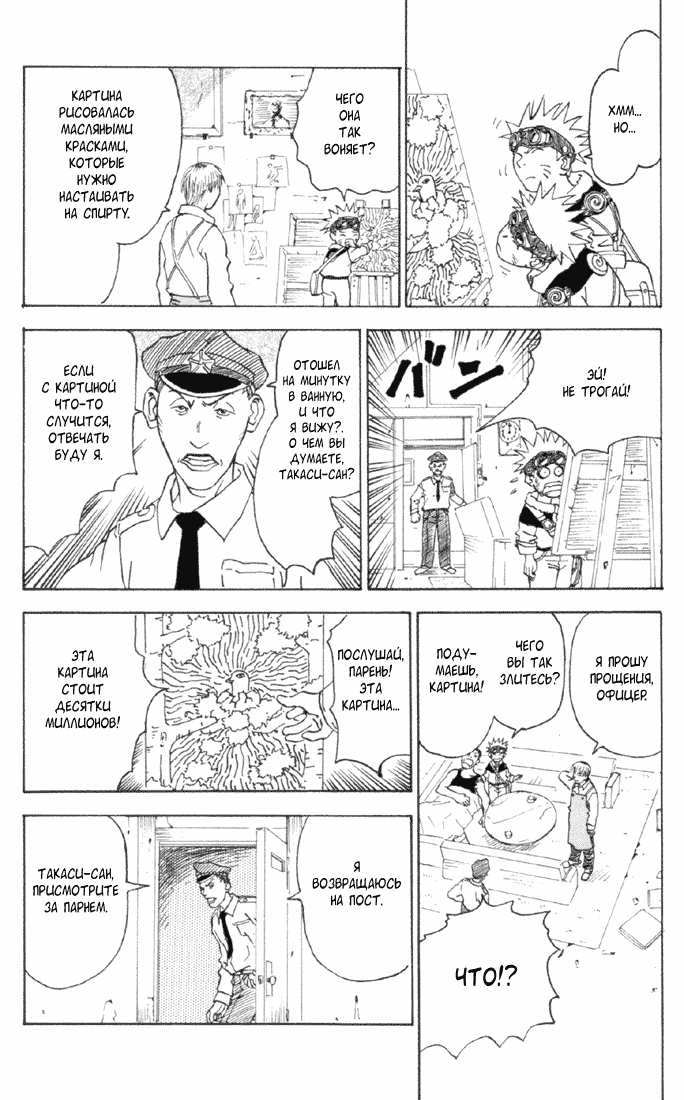 ХММ...
НО...
ЧЕГО
ОНА
ТАК
ВОНЯЕТ?
КАРТИНА
РИСОВАЛАСЬ
МАСЛЯНЫМИ
КРАСКАМИ,
КОТОРЫЕ
НУЖНО
НАСТАИВАТЬ
НА СПИРТУ.
ЭЙ!
НЕ ТРОГАЙ!
バン
ОТОШЕЛ
НА МИНУТКУ
В ВАННУЮ,
И ЧТО
Я ВИЖУ?.
О ЧЕМ ВЫ
ДУМАЕТЕ,
ТАКАСИ-САН?
ЕСЛИ
С КАРТИНОЙ
ЧТО-ТО
СЛУЧИТСЯ,
ОТВЕЧАТЬ
БУДУ Я.
Я ПРОШУ
ПРОЩЕНИЯ,
ОФИЦЕР.
ЧЕГО
ВЫ ТАК
ЗЛИТЕСЬ?
ПОДУ-
МАЕШЬ,
КАРТИНА!
ЧТО!?
ПОСЛУШАЙ,
ПАРЕНЬ!
ЭТА
КАРТИНА...
ЭТА
КАРТИНА
СТОИТ
ДЕСЯТКИ
МИЛЛИОНОВ!
Я
ВОЗВРАЩАЮСЬ
НА ПОСТ.
ТАКАСИ-САН,
ПРИСМОТРИТЕ
ЗА ПАРНЕМ.